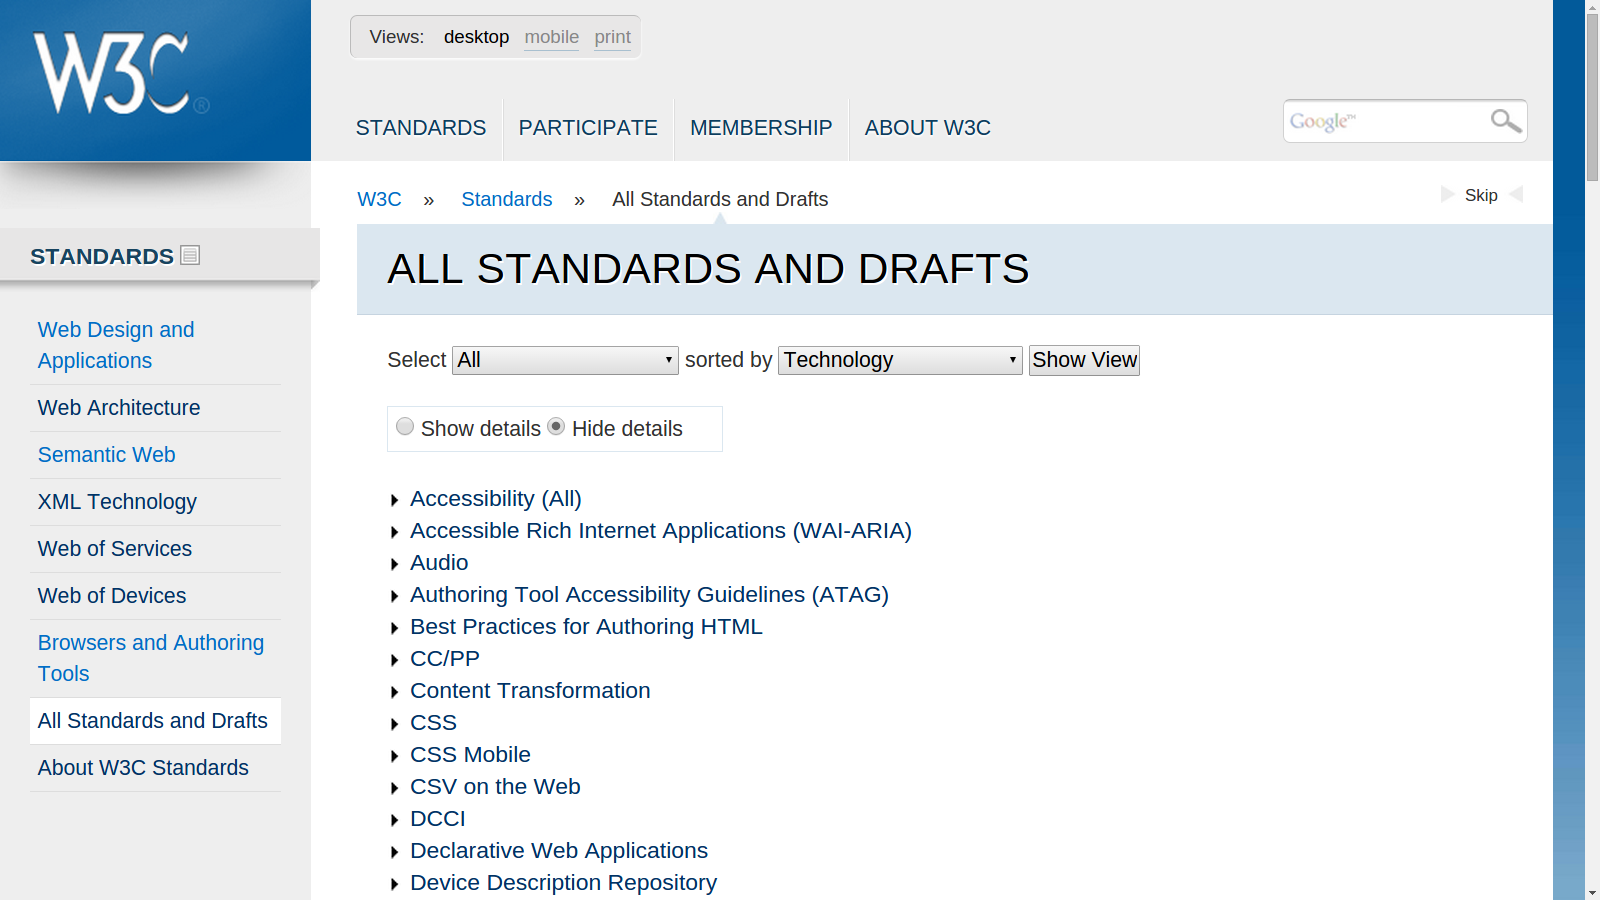 W3C®
Views: desktop mobile print
STANDARDS PARTICIPATE MEMBERSHIP ABOUT W3C
Google™
W3C » Standards » All Standards and Drafts
Skip
STANDARDS
Web Design and
Applications
Web Architecture
Semantic Web
XML Technology
Web of Services
Web of Devices
Browsers and Authoring
Tools
All Standards and Drafts
About W3C Standards
ALL STANDARDS AND DRAFTS
Select All sorted by Technology Show View
Show details Hide details
Accessibility (All)
Accessible Rich Internet Applications (WAI-ARIA)
Audio
Authoring Tool Accessibility Guidelines (ATAG)
Best Practices for Authoring HTML
CC/PP
Content Transformation
CSS
CSS Mobile
CSV on the Web
DCCI
Declarative Web Applications
Device Description Repository